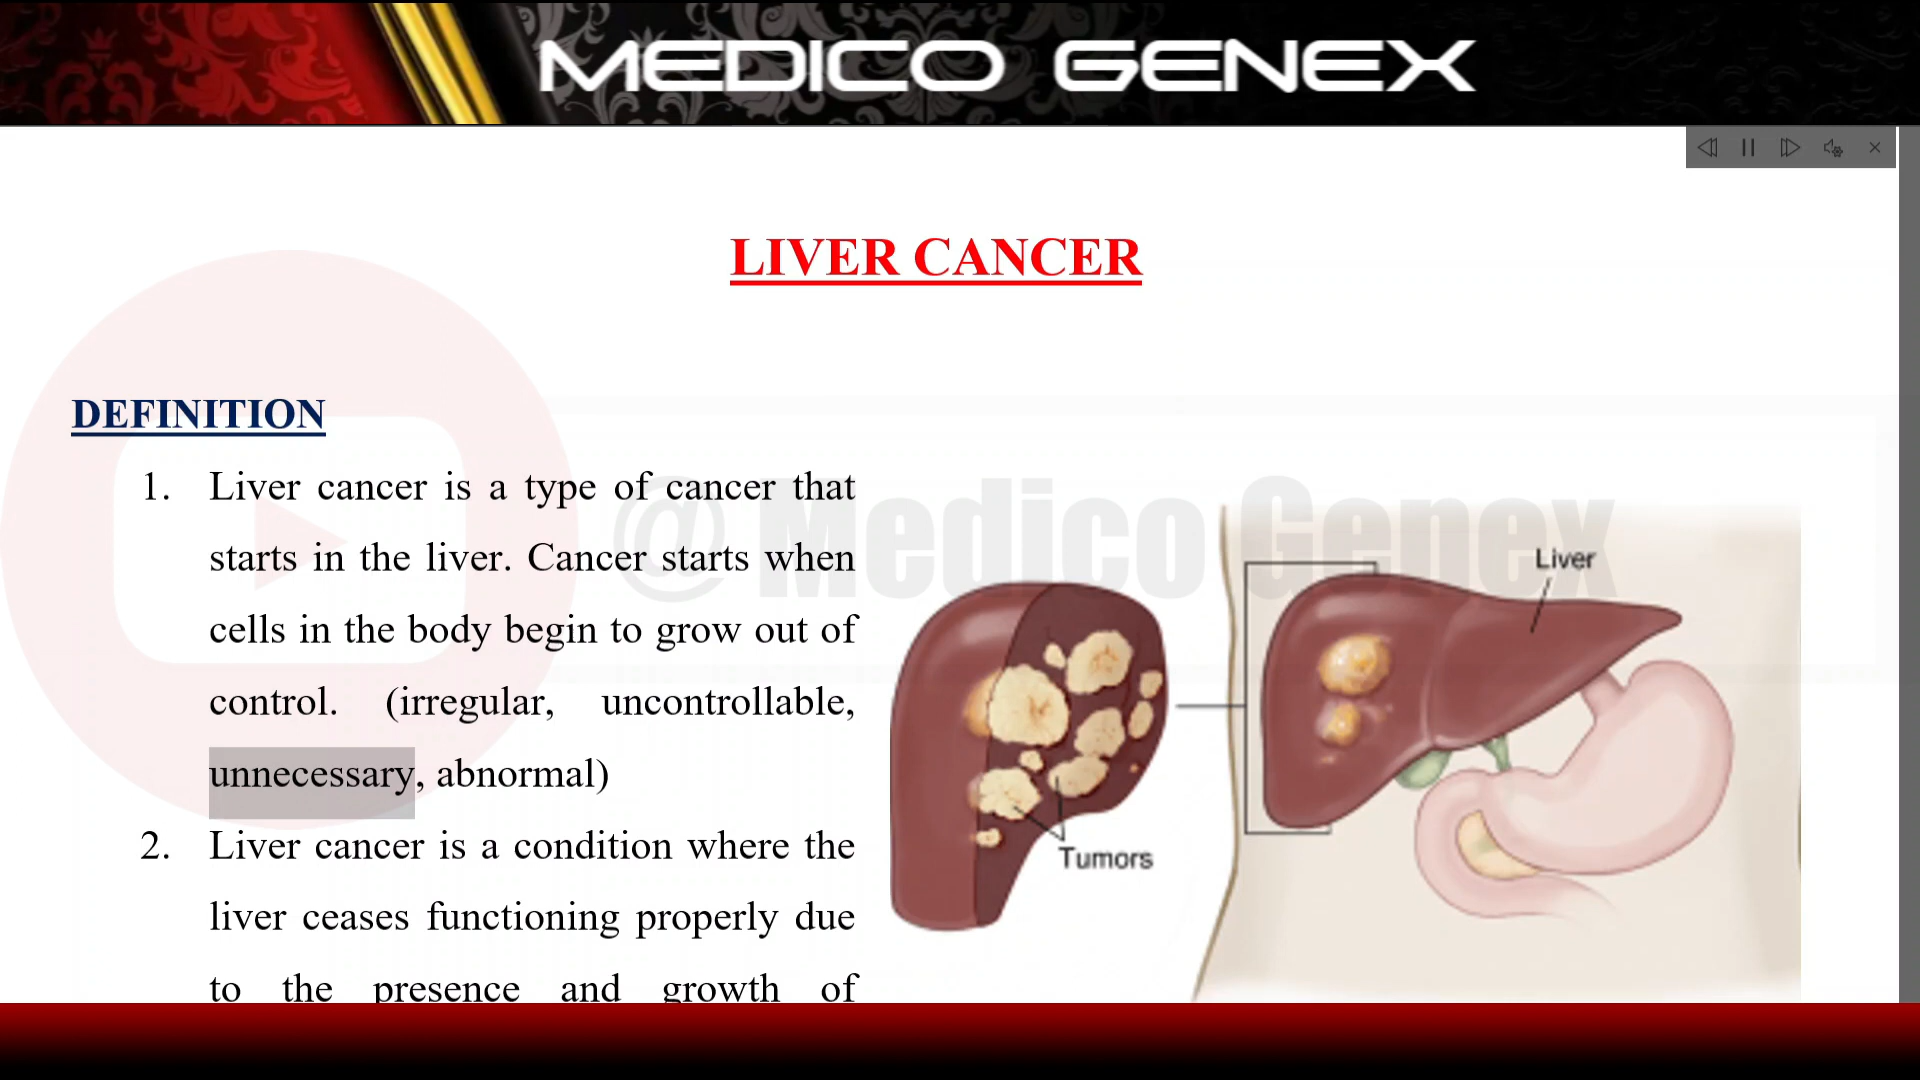 MEDICO GENEX
LIVER CANCER
DEFINITION
1. Liver cancer is a type of cancer that
starts in the liver. Cancer starts when
cells in the body begin to grow out of
control. (irregular, uncontrollable,
unnecessary, abnormal)
2. Liver cancer is a condition where the
liver ceases functioning properly due
to the presence and growth of
@ Medico Genex
Liver
Tumors